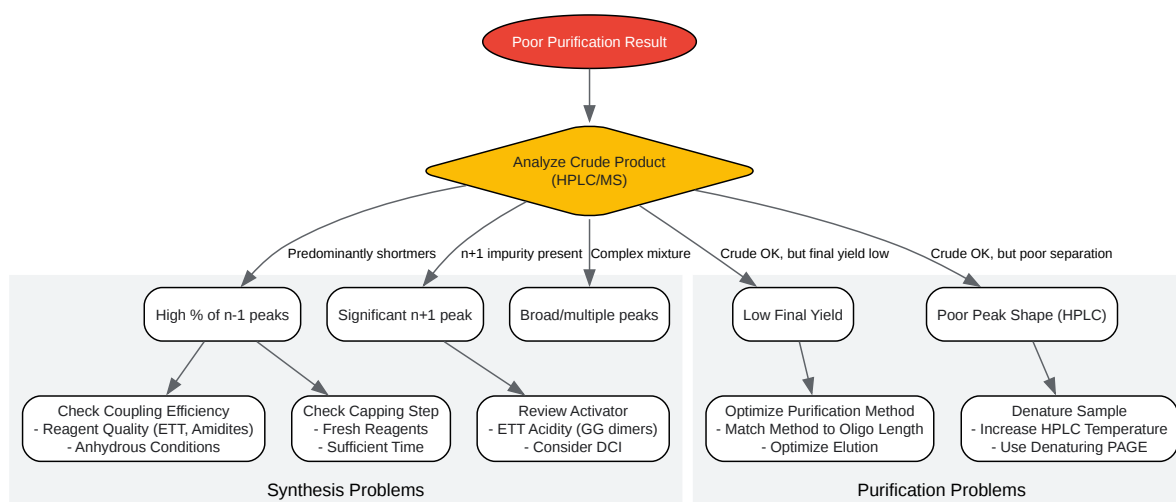 Poor Purification Result
Analyze Crude Product
(HPLC/MS)
Predominantly shortmers
n+1 impurity present
Complex mixture
Crude OK, but final yield low
Crude OK, but poor separation
High % of n-1 peaks
Significant n+1 peak
Broad/multiple peaks
Low Final Yield
Poor Peak Shape (HPLC)
Check Coupling Efficiency
- Reagent Quality (ETT, Amidites)
- Anhydrous Conditions
Check Capping Step
- Fresh Reagents
- Sufficient Time
Review Activator
- ETT Acidity (GG dimers)
- Consider DCI
Optimize Purification Method
- Match Method to Oligo Length
- Optimize Elution
Denature Sample
- Increase HPLC Temperature
- Use Denaturing PAGE
Synthesis Problems
Purification Problems